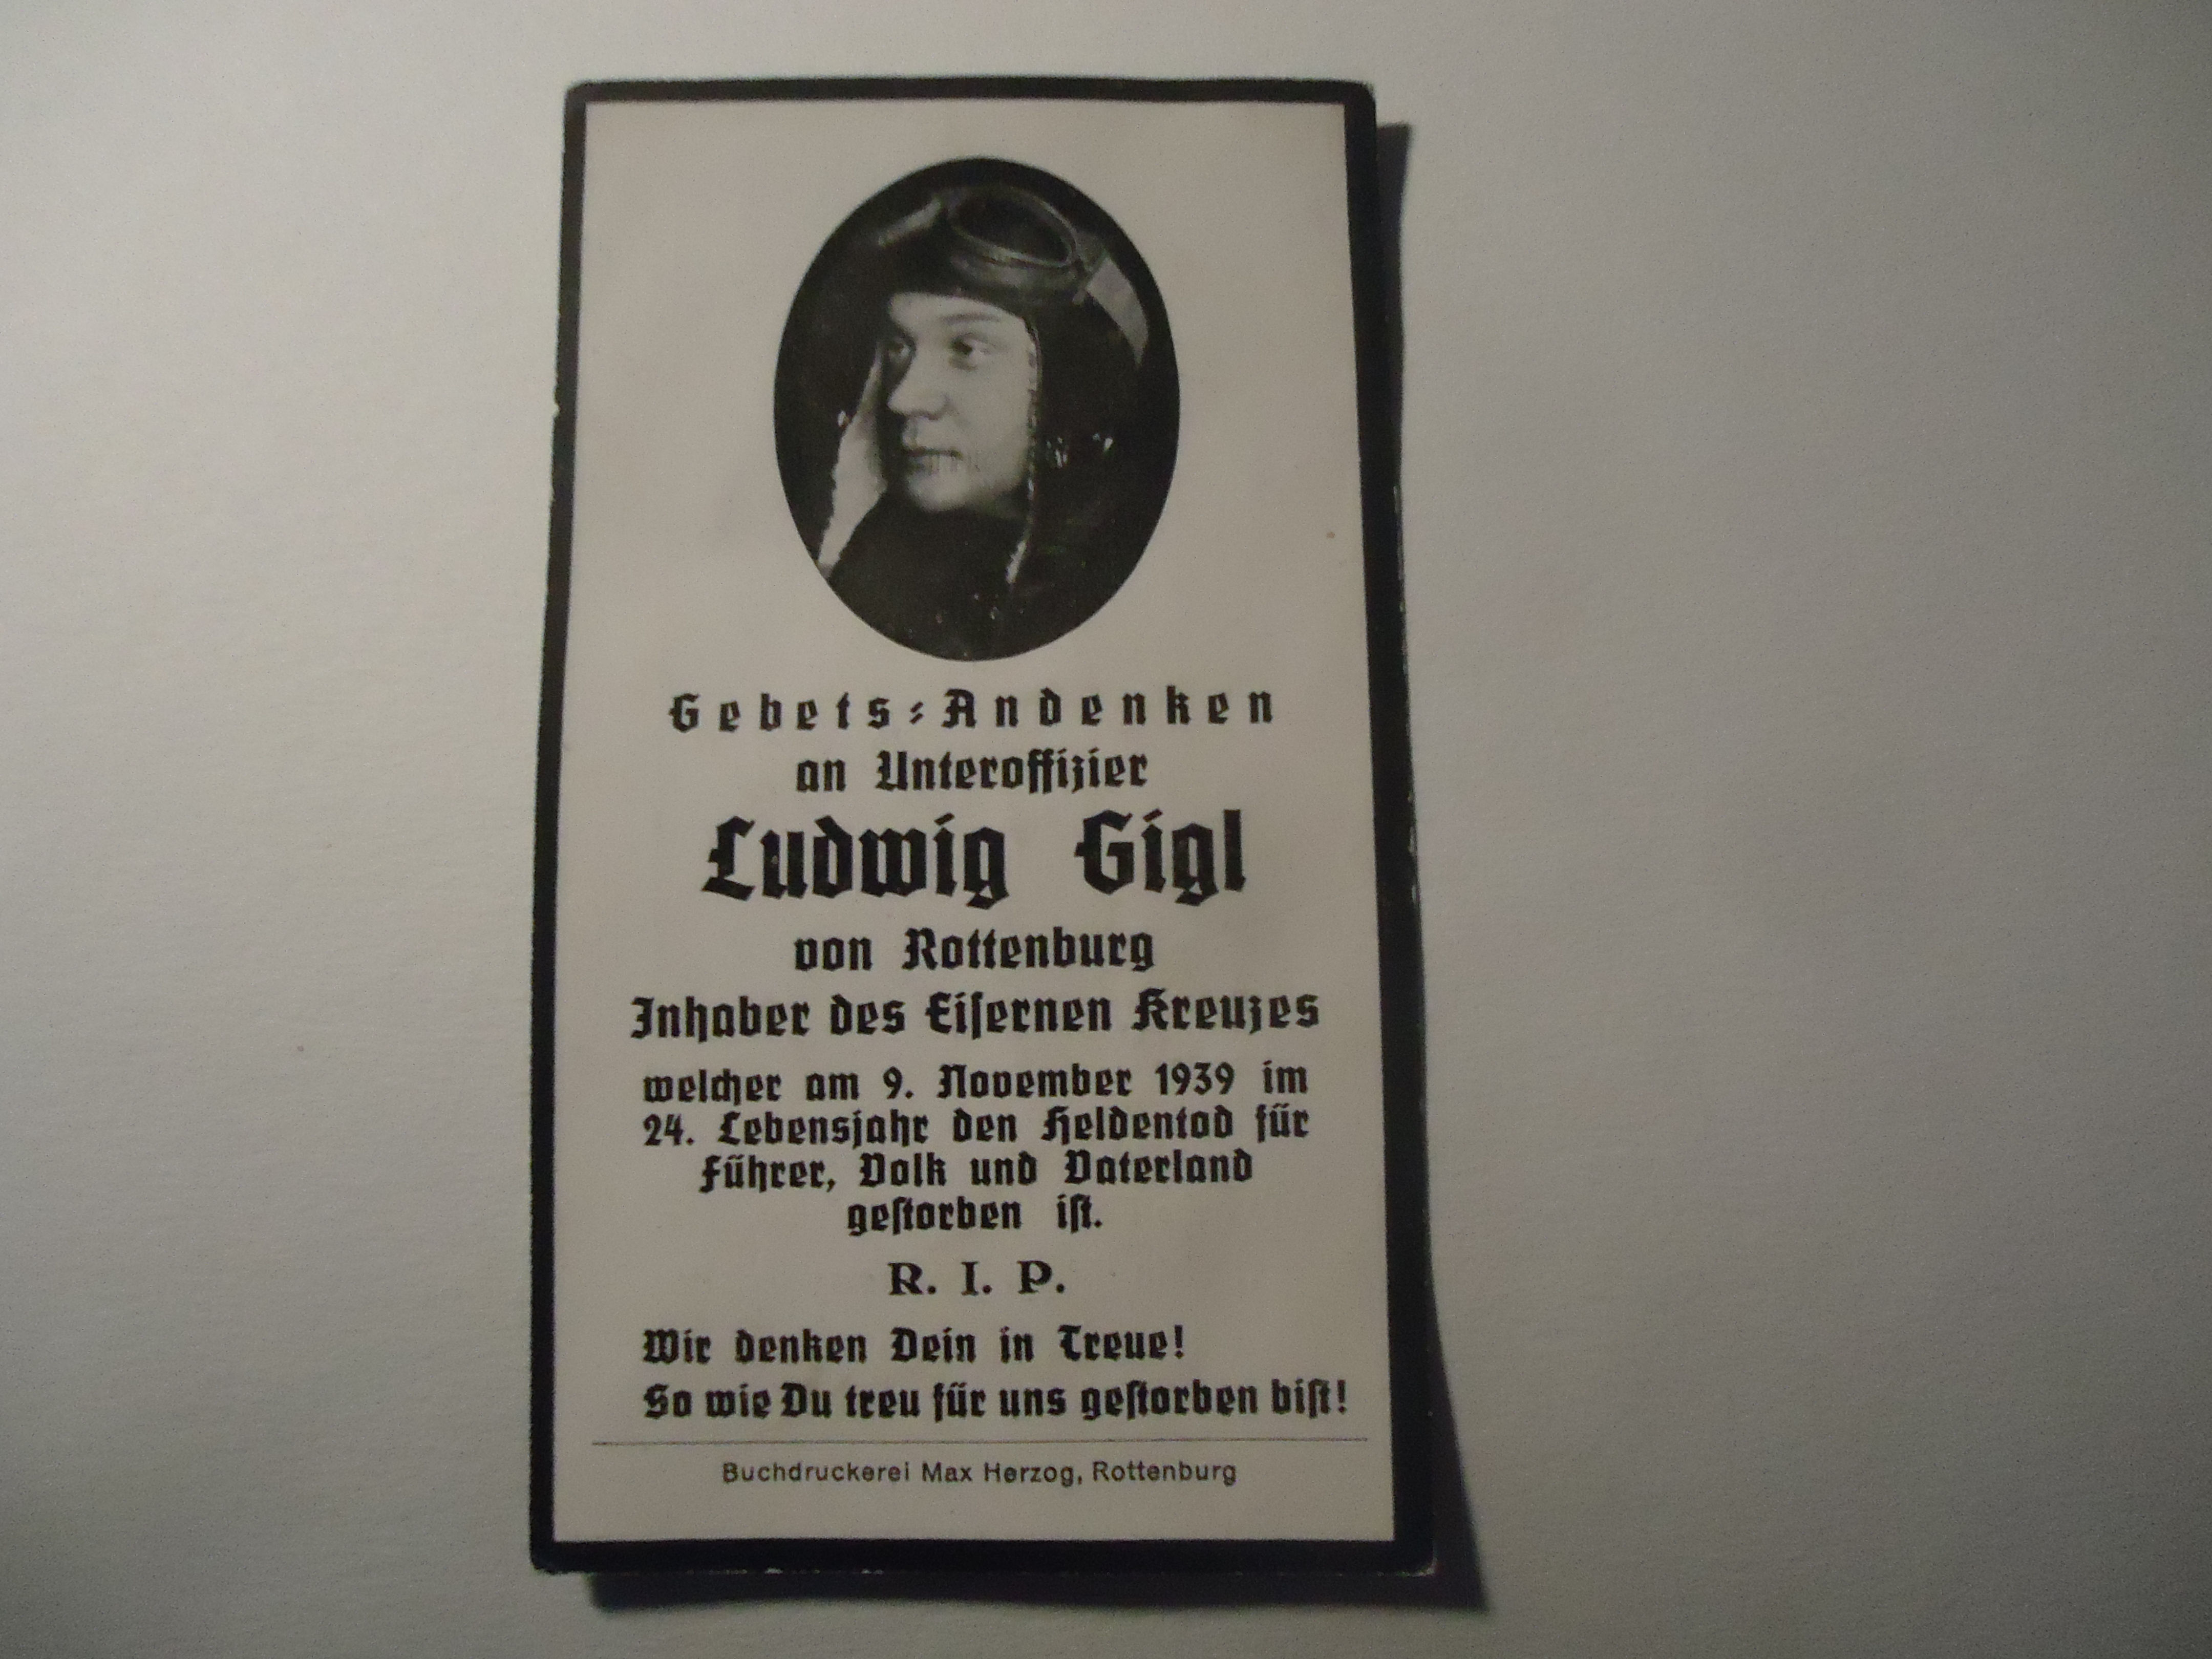 Gebets-Andenken
an Unteroffizier
Ludwig Gigl
von Rottenburg
Inhaber des Eiſernen Kreuzes
welcher am 9. November 1939 im
24. Lebensjahr den Heldentod für
Führer, Volk und Vaterland
geſtorben iſt.
R. I. P.
Wir denken Dein in Treue!
So wie Du treu für uns geſtorben biſt!
Buchdruckerei Max Herzog, Rottenburg